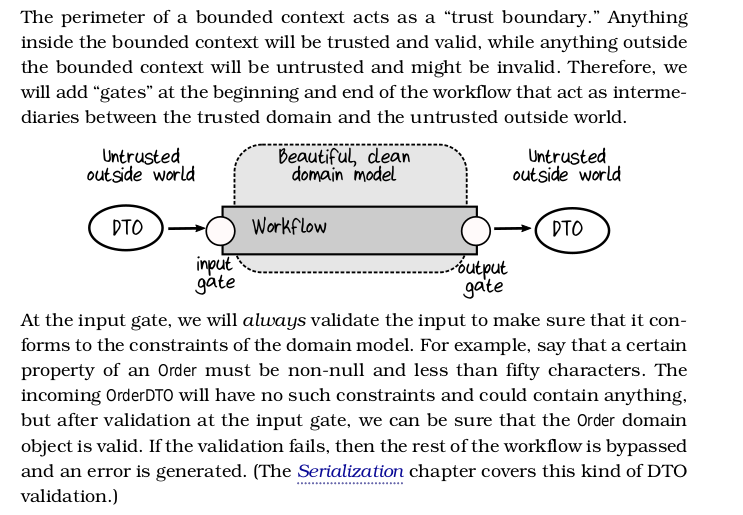 The perimeter of a bounded context acts as a “trust boundary.” Anything
inside the bounded context will be trusted and valid, while anything outside
the bounded context will be untrusted and might be invalid. Therefore, we
will add “gates” at the beginning and end of the workflow that act as interme-
diaries between the trusted domain and the untrusted outside world.
Untrusted
outside world
Beautiful, clean
domain model
Untrusted
outside world
DTO
Workflow
DTO
input
gate
output
gate
At the input gate, we will always validate the input to make sure that it con-
forms to the constraints of the domain model. For example, say that a certain
property of an Order must be non-null and less than fifty characters. The
incoming OrderDTO will have no such constraints and could contain anything,
but after validation at the input gate, we can be sure that the Order domain
object is valid. If the validation fails, then the rest of the workflow is bypassed
and an error is generated. (The Serialization chapter covers this kind of DTO
validation.)